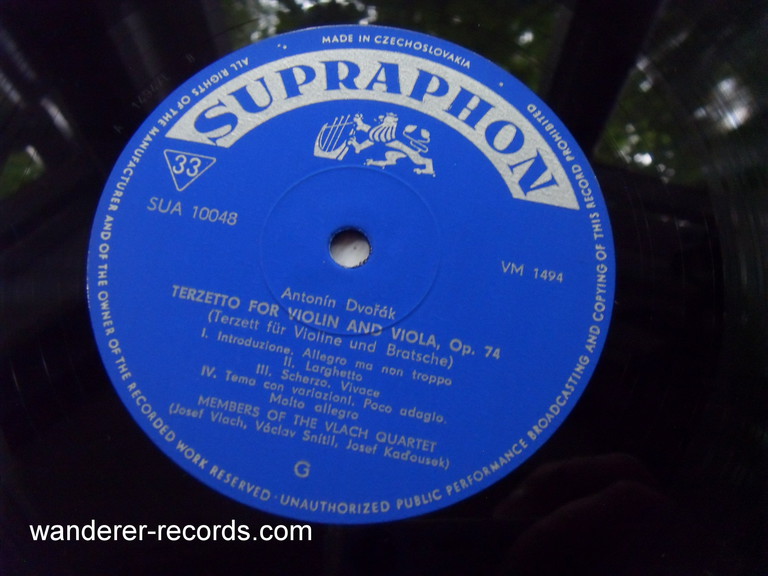 ALL RIGHTS OF THE MANUFACTURER AND OF THE OWNER OF THE RECORDED WORK RESERVED · UNAUTHORIZED PUBLIC PERFORMANCE BROADCASTING AND COPYING OF THIS RECORD PROHIBITED
MADE IN CZECHOSLOVAKIA
SUPRAPHON
33
SUA 10048
VM 1494
Antonín Dvořák
TERZETTO FOR VIOLIN AND VIOLA, Op. 74
(Terzett für Violine und Bratsche)
I. Introduzione. Allegro ma non troppo
II. Larghetto
III. Scherzo. Vivace
IV. Tema con variazioni. Poco adagio.
Molto allegro
MEMBERS OF THE VLACH QUARTET
(Josef Vlach, Václav Snítil, Josef Kaďousek)
G
wanderer-records.com